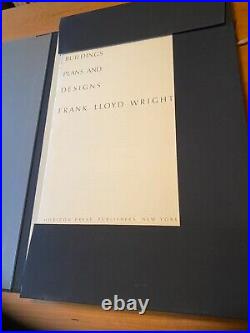 BUILDINGS
PLANS AND
DESIGNS
FRANK LLOYD WRIGHT
HORIZON PRESS, PUBLISHERS, NEW YORK